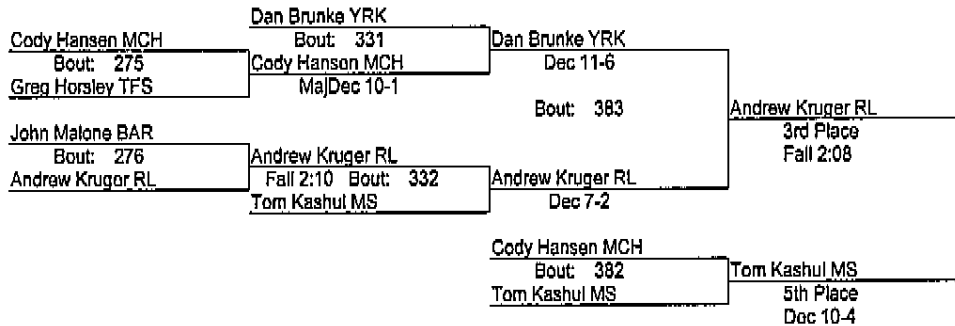 Dan Brunke YRK
Cody Hansen MCH
Bout: 331
Dan Brunke YRK
Bout: 275
Cody Hanson MCH
Dec 11-6
Greg Horsley TFS
MajDec 10-1
Bout: 383
Andrew Kruger RL
John Malone BAR
3rd Place
Bout: 276
Andrew Kruger RL
Fall 2:08
Andrew Kruger RL
Fall 2:10 Bout: 332
Andrew Kruger RL
Tom Kashul MS
Dec 7-2
Cody Hansen MCH
Bout: 382
Tom Kashul MS
Tom Kashul MS
5th Place
Dec 10-4